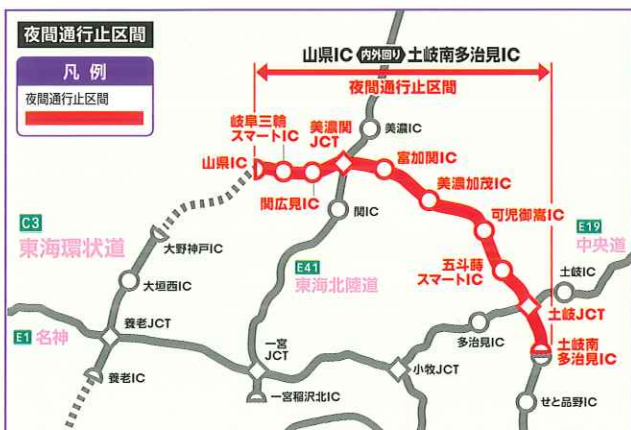 夜間通行止区間
凡例
夜間通行止区間
山県IC 内外回り 土岐南多治見IC
夜間通行止区間
岐阜三輪
スマートIC
美濃関
JCT
美濃IC
山県IC
富加関IC
関広見IC
美濃加茂IC
関IC
可児御嵩IC
C3
東海環状道
大野神戸IC
E19
中央道
E41
東海北陸道
五斗蒔
スマートIC
大垣西IC
土岐IC
土岐JCT
E1 名神
養老JCT
多治見IC
一宮
JCT
土岐南
多治見IC
小牧JCT
養老IC
一宮稲沢北IC
せと品野IC